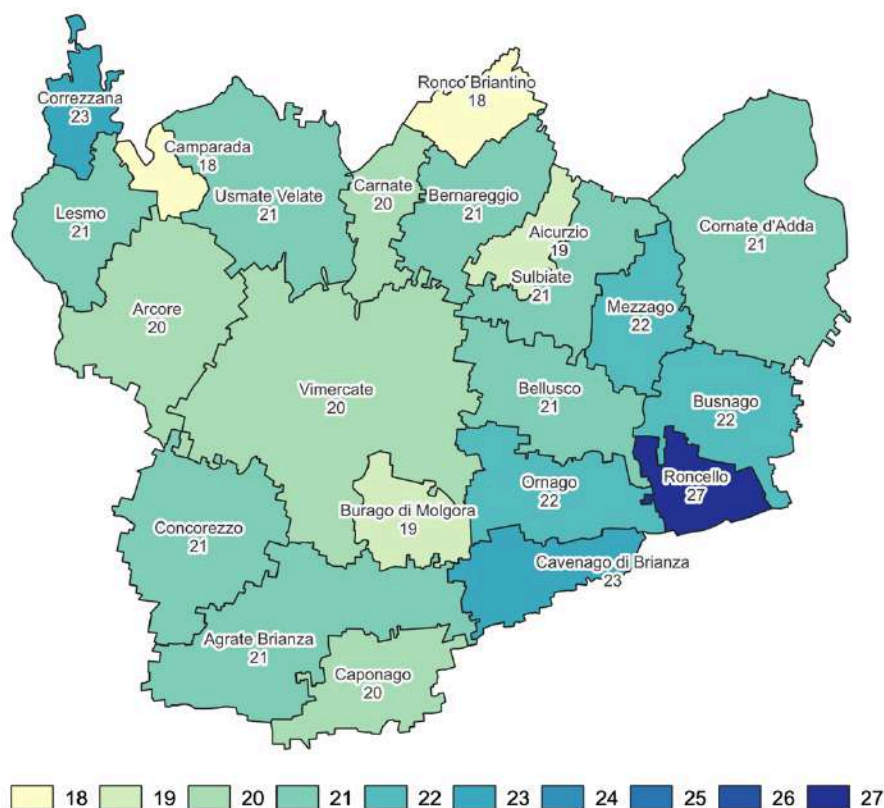 Ronco Briantino
18
Correzzana
23
Camparada
18
Carnate
20
Usmate Velate
21
Bernareggio
21
Lesmo
21
Aicurzio
19
Cornate d'Adda
21
Sulbiate
21
Arcore
20
Mezzago
22
Vimercate
20
Bellusco
21
Busnago
22
Ornago
22
Roncello
27
Burago di Molgora
19
Concorezzo
21
Cavenago di Brianza
23
Agrate Brianza
21
Caponago
20
18 19 20 21 22 23 24 25 26 27